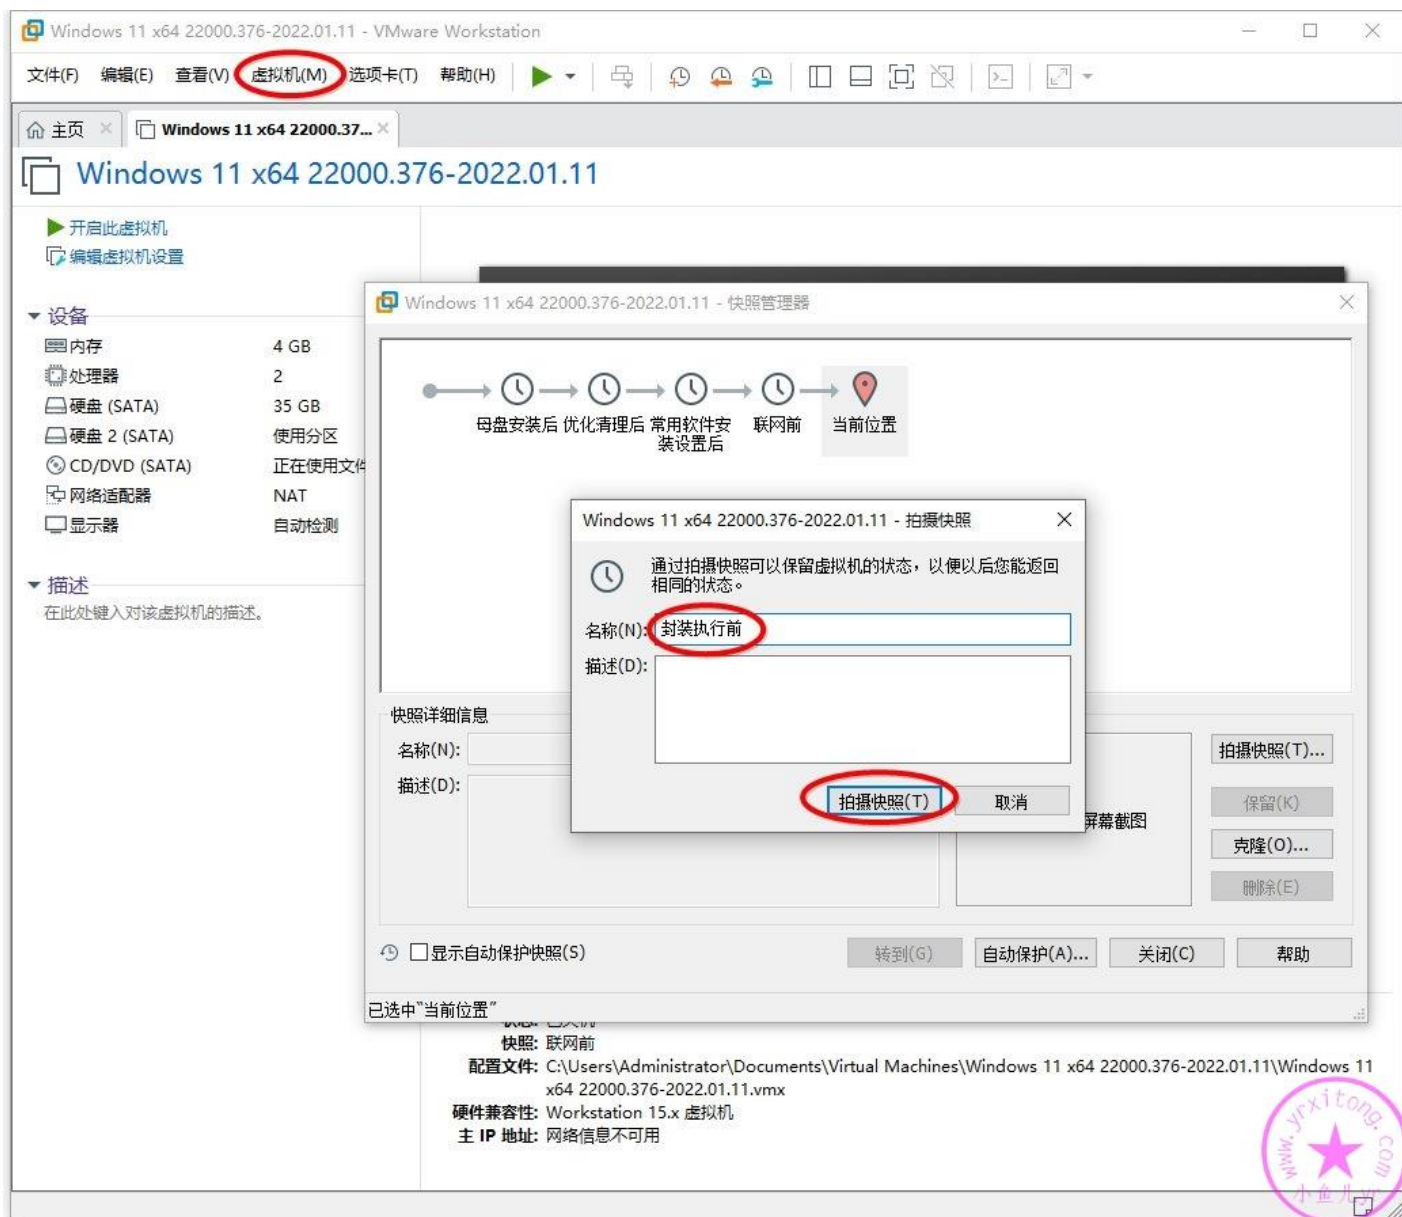 Windows 11 x64 22000.376-2022.01.11 - VMware Workstation
文件(F) 编辑(E) 查看(V) 虚拟机(M) 选项卡(T) 帮助(H)
主页 Windows 11 x64 22000.37...
Windows 11 x64 22000.376-2022.01.11
开启此虚拟机
编辑虚拟机设置
设备
内存 4 GB
处理器 2
硬盘 (SATA) 35 GB
硬盘 2 (SATA) 使用分区
CD/DVD (SATA) 正在使用文件
网络适配器 NAT
显示器 自动检测
描述
在此处键入对该虚拟机的描述。
Windows 11 x64 22000.376-2022.01.11 - 快照管理器
母盘安装后 优化清理后 常用软件安 联网前 当前位置
装设置后
Windows 11 x64 22000.376-2022.01.11 - 拍摄快照
通过拍摄快照可以保留虚拟机的状态，以便以后您能返回
相同的状态。
名称(N): 封装执行前
描述(D):
拍摄快照(T) 取消
快照详细信息
名称(N):
描述(D):
屏幕截图
拍摄快照(T)...
保留(K)
克隆(O)...
删除(E)
显示自动保护快照(S) 转到(G) 自动保护(A)... 关闭(C) 帮助
已选中"当前位置"
快照: 联网前
配置文件: C:\Users\Administrator\Documents\Virtual Machines\Windows 11 x64 22000.376-2022.01.11\Windows 11
x64 22000.376-2022.01.11.vmx
硬件兼容性: Workstation 15.x 虚拟机
主 IP 地址: 网络信息不可用
www.yrxitong.com
小鱼儿yr